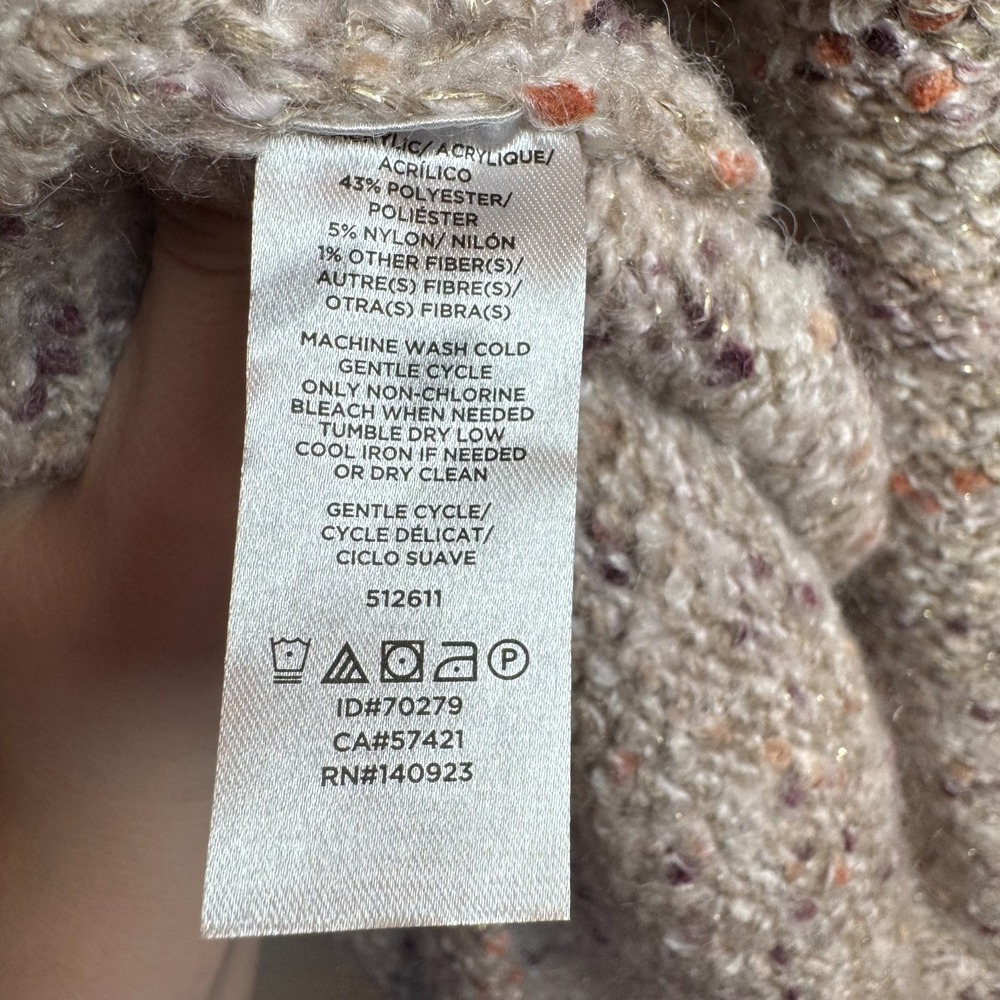 ACRYLIC/ ACRYLIQUE/
ACRÍLICO
43% POLYESTER/
POLIÉSTER
5% NYLON/ NILÓN
1% OTHER FIBER(S)/
AUTRE(S) FIBRE(S)/
OTRA(S) FIBRA(S)
MACHINE WASH COLD
GENTLE CYCLE
ONLY NON-CHLORINE
BLEACH WHEN NEEDED
TUMBLE DRY LOW
COOL IRON IF NEEDED
OR DRY CLEAN
GENTLE CYCLE/
CYCLE DÉLICAT/
CICLO SUAVE
512611
P
ID#70279
CA#57421
RN#140923